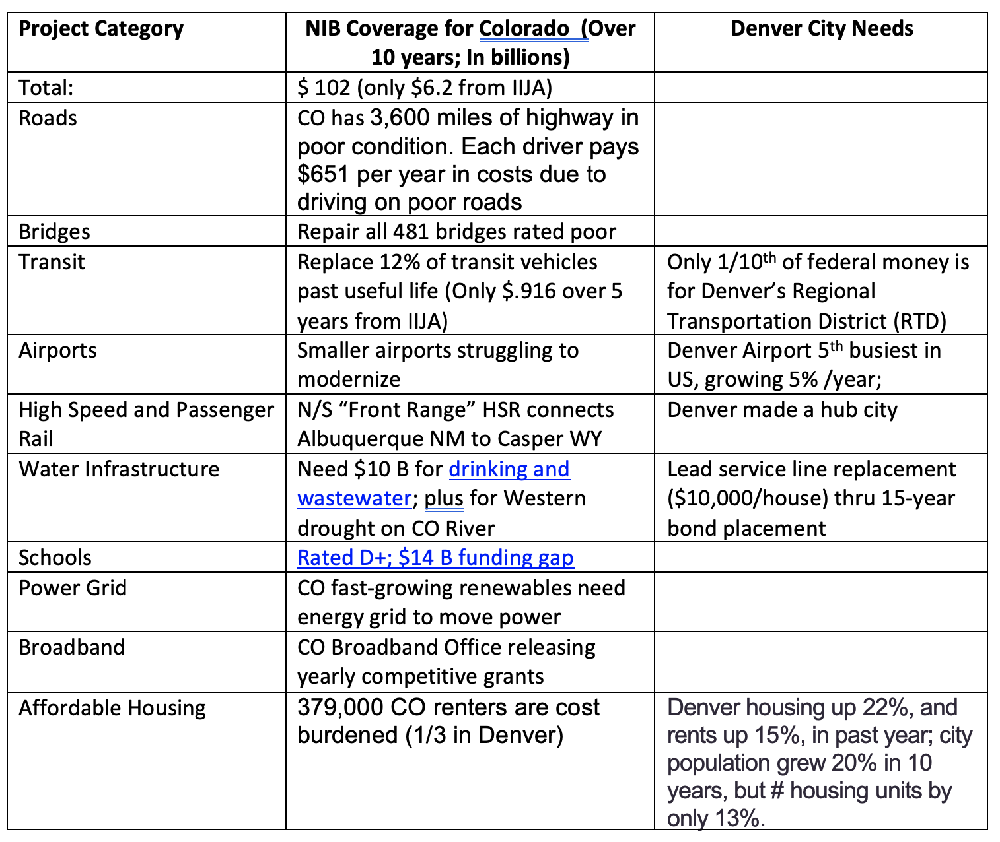 Project Category
NIB Coverage for Colorado  (Over
10 years; In billions)
Denver City Needs
Total:
$ 102 (only $6.2 from IIJA)
Roads
CO has 3,600 miles of highway in
poor condition. Each driver pays
$651 per year in costs due to
driving on poor roads
Bridges
Repair all 481 bridges rated poor
Transit
Replace 12% of transit vehicles
past useful life (Only $.916 over 5
years from IIJA)
Only 1/10th of federal money is
for Denver’s Regional
Transportation District (RTD)
Airports
Smaller airports struggling to
modernize
Denver Airport 5th busiest in
US, growing 5% /year;
High Speed and Passenger
Rail
N/S “Front Range” HSR connects
Albuquerque NM to Casper WY
Denver made a hub city
Water Infrastructure
Need $10 B for drinking and
wastewater; plus for Western
drought on CO River
Lead service line replacement
($10,000/house) thru 15-year
bond placement
Schools
Rated D+; $14 B funding gap
Power Grid
CO fast-growing renewables need
energy grid to move power
Broadband
CO Broadband Office releasing
yearly competitive grants
Affordable Housing
379,000 CO renters are cost
burdened (1/3 in Denver)
Denver housing up 22%, and
rents up 15%, in past year; city
population grew 20% in 10
years, but # housing units by
only 13%.